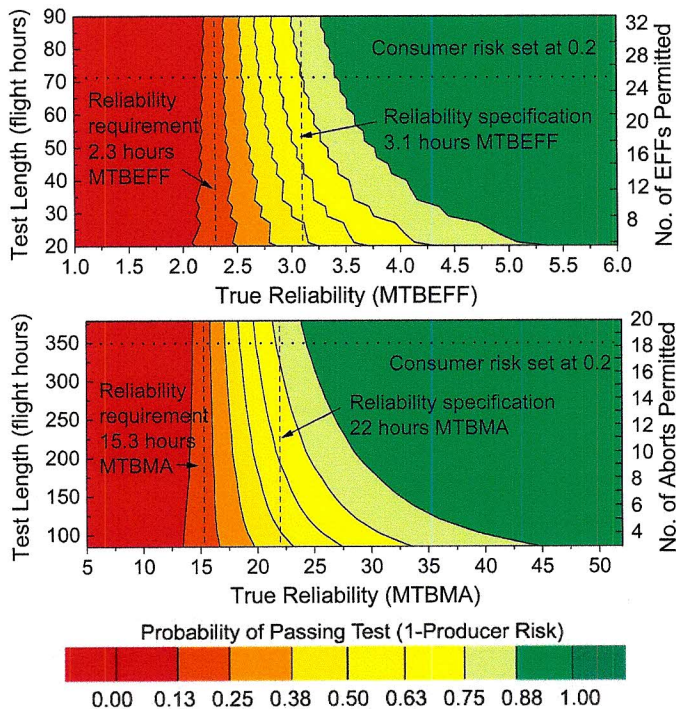 Test Length (flight hours)
90
80
70
60
50
40
30
20
Consumer risk set at 0.2
Reliability
requirement
2.3 hours
MTBEFF
Reliability specification
3.1 hours MTBEFF
32
28
24
20
16
12
8
No. of EFFs Permitted
1.0 1.5 2.0 2.5 3.0 3.5 4.0 4.5 5.0 5.5 6.0
True Reliability (MTBEFF)
Test Length (flight hours)
350
300
250
200
150
100
Consumer risk set at 0.2
Reliability
requirement
15.3 hours
MTBMA
Reliability specification
22 hours MTBMA
20
18
16
14
12
10
8
6
4
No. of Aborts Permitted
5 10 15 20 25 30 35 40 45 50
True Reliability (MTBMA)
Probability of Passing Test (1-Producer Risk)
0.00 0.13 0.25 0.38 0.50 0.63 0.75 0.88 1.00